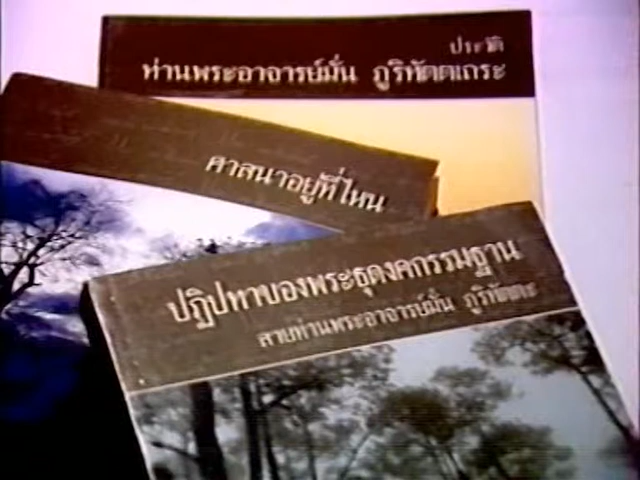 ประวัติ
ท่านพระอาจารย์มั่น ภูริทัตตเถระ
ศาสนาอยู่ที่ไหน
ปฏิปทาของพระธุดงคกรรมฐาน
สายท่านพระอาจารย์มั่น ภูริทัตตเถระ